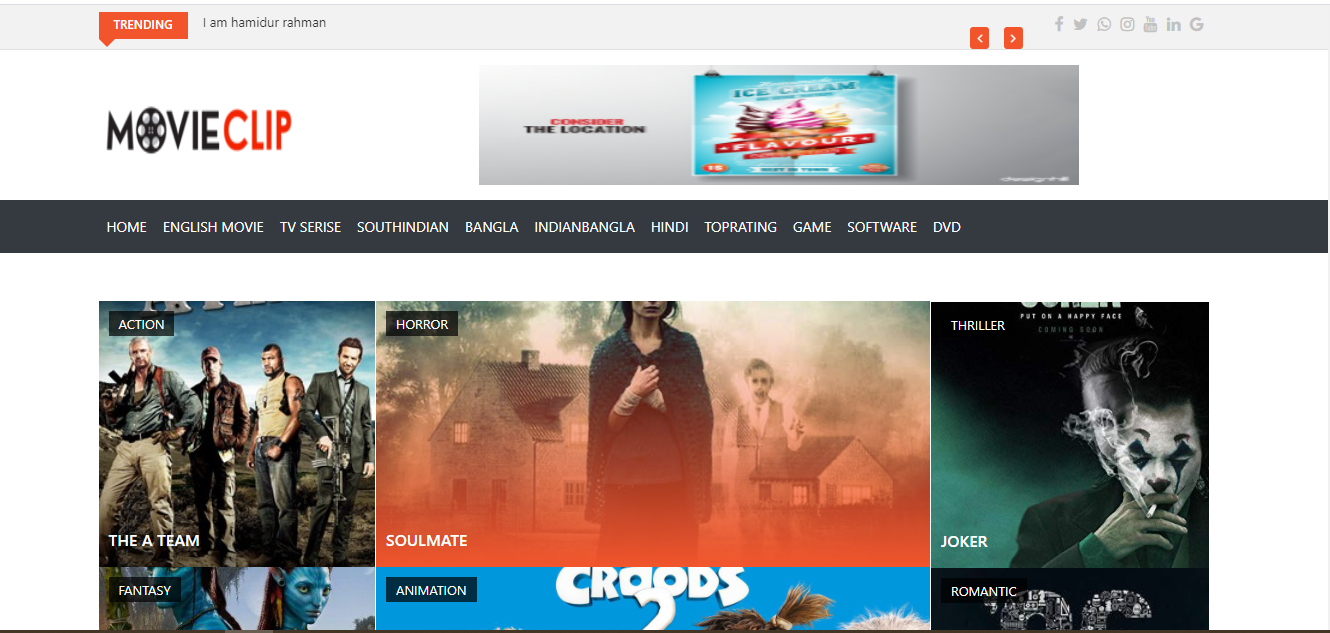 TRENDING
I am hamidur rahman
MOVIECLIP
CONSIDER
THE LOCATION
ICE CREAM
FLAVOUR
HOME ENGLISH MOVIE TV SERISE SOUTHINDIAN BANGLA INDIANBANGLA HINDI TOPRATING GAME SOFTWARE DVD
ACTION
THE A TEAM
HORROR
SOULMATE
THRILLER
PUT ON A HAPPY FACE
COMING SOON
JOKER
FANTASY
ANIMATION
CROODS
2
ROMANTIC